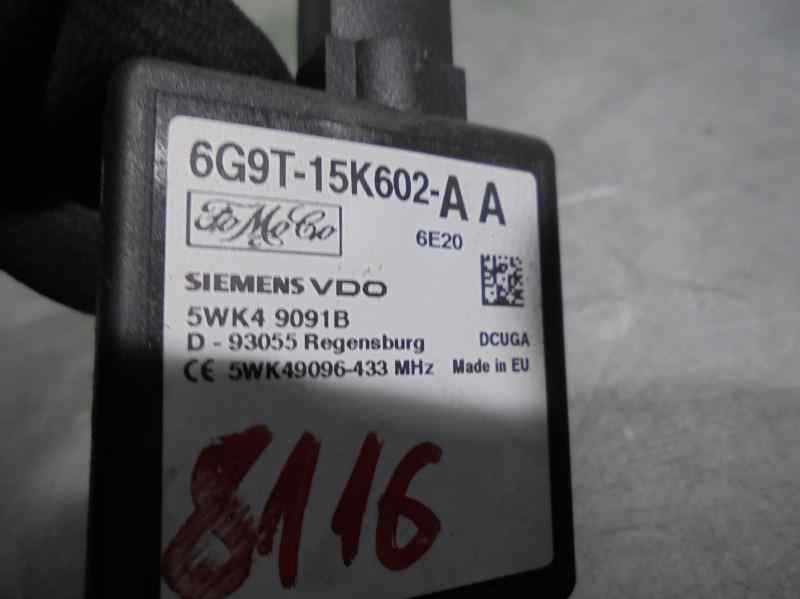 6G9T-15K602-A A
FoMoCo
6E20
SIEMENS VDO
5WK4 9091B
D - 93055 Regensburg
DCUGA
CE 5WK49096-433 MHz Made in EU
8116